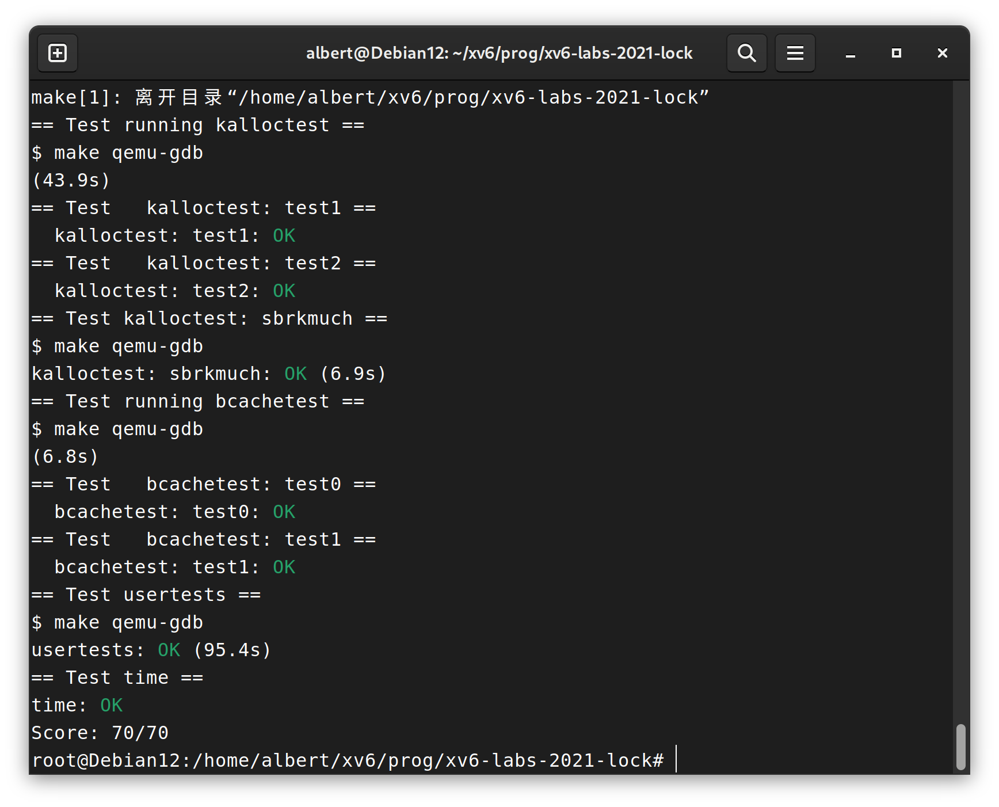 albert@Debian12: ~/xv6/prog/xv6-labs-2021-lock
make[1]: 离开目录“/home/albert/xv6/prog/xv6-labs-2021-lock”
== Test running kalloctest ==
$ make qemu-gdb
(43.9s)
== Test   kalloctest: test1 ==
  kalloctest: test1: OK
== Test   kalloctest: test2 ==
  kalloctest: test2: OK
== Test kalloctest: sbrkmuch ==
$ make qemu-gdb
kalloctest: sbrkmuch: OK (6.9s)
== Test running bcachetest ==
$ make qemu-gdb
(6.8s)
== Test   bcachetest: test0 ==
  bcachetest: test0: OK
== Test   bcachetest: test1 ==
  bcachetest: test1: OK
== Test usertests ==
$ make qemu-gdb
usertests: OK (95.4s)
== Test time ==
time: OK
Score: 70/70
root@Debian12:/home/albert/xv6/prog/xv6-labs-2021-lock#